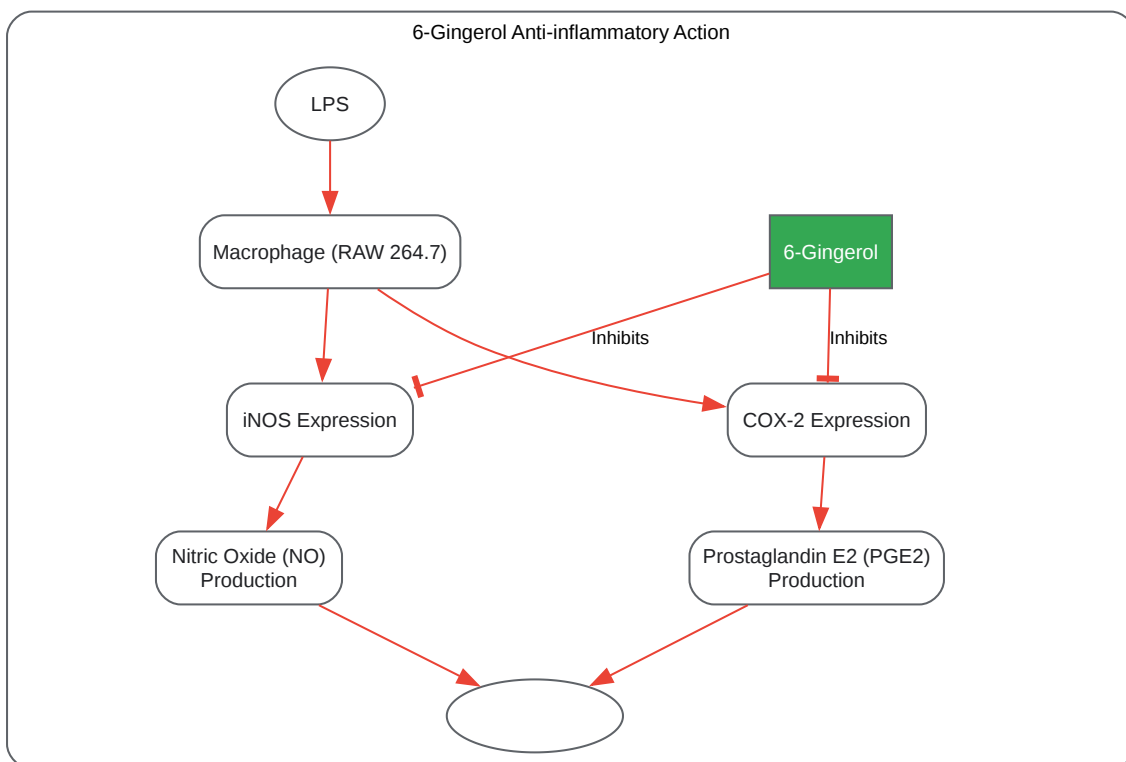 6-Gingerol Anti-inflammatory Action
LPS
Macrophage (RAW 264.7)
6-Gingerol
Inhibits
Inhibits
iNOS Expression
COX-2 Expression
Nitric Oxide (NO)
Production
Prostaglandin E2 (PGE2)
Production